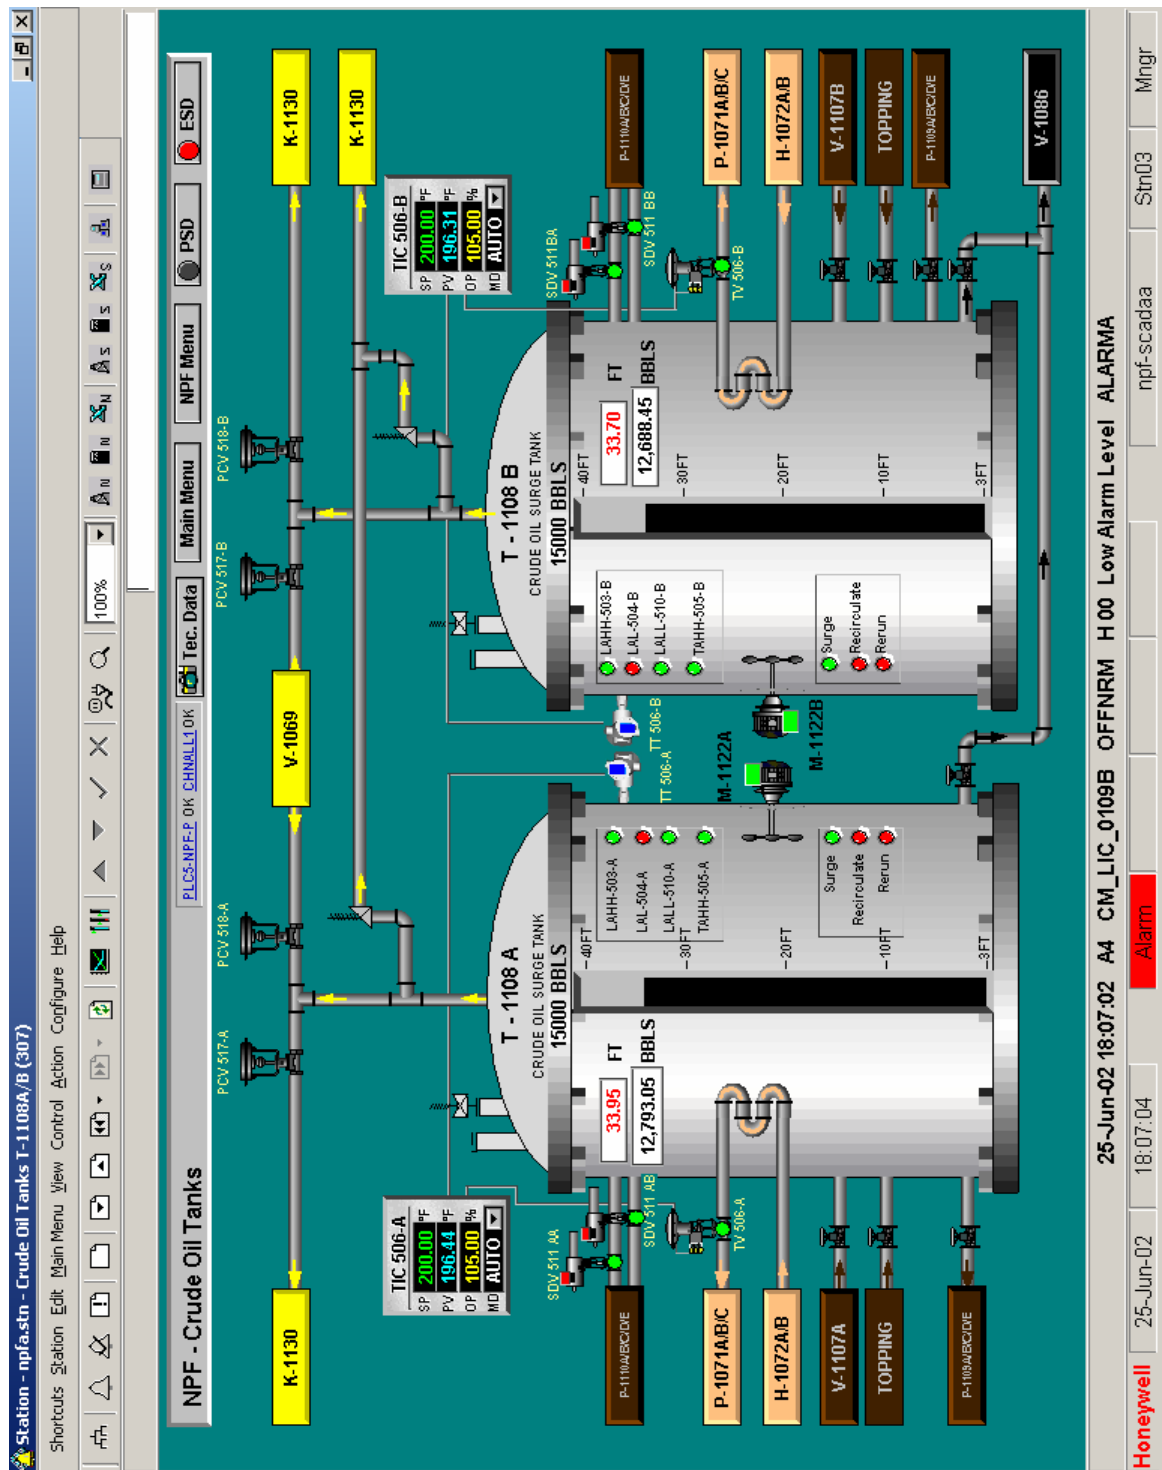 Station - npfa.stn - Crude Oil Tanks T-1108A/B (307)
Shortcuts Station Edit Main Menu View Control Action Configure Help
100%
N N N S S S
NPF - Crude Oil Tanks
PLC5-NPF-P OK CHNALL1 OK
Tec. Data
Main Menu
NPF Menu
PSD
ESD
PCV 517-A
PCV 518-A
PCV 517-B
PCV 518-B
K-1130
V-1069
K-1130
K-1130
TIC 506-A
SP 200.00 ºF
PV 196.44 ºF
OP 105.00 %
MD AUTO
TIC 506-B
SP 200.00 ºF
PV 196.31 ºF
OP 105.00 %
MD AUTO
T - 1108 A
CRUDE OIL SURGE TANK
15000 BBLS
T - 1108 B
CRUDE OIL SURGE TANK
15000 BBLS
SDV 511 AA
SDV 511 AB
TV 506-A
SDV 511BA
SDV 511 BB
TV 506-B
33.95 FT
12,793.05 BBLS
33.70 FT
12,688.45 BBLS
40FT
30FT
20FT
10FT
3FT
40FT
30FT
20FT
10FT
3FT
LAHH-503-A
LAL-504-A
LALL-510-A
TAHH-505-A
LAHH-503-B
LAL-504-B
LALL-510-B
TAHH-505-B
TT 506-A
TT 506-B
M-1122A
M-1122B
Surge
Recirculate
Rerun
Surge
Recirculate
Rerun
P-1110A/B/C/D/E
P-1071A/B/C
H-1072A/B
V-1107A
TOPPING
P-1109A/B/C/D/E
P-1110A/B/C/D/E
P-1071A/B/C
H-1072A/B
V-1107B
TOPPING
P-1109A/B/C/D/E
V-1086
25-Jun-02 18:07:02 A4 CM_LIC_0109B OFFNRM H 00 Low Alarm Level ALARMA
Honeywell 25-Jun-02 18:07:04 Alarm npf-scadaa Stn03 Mngr